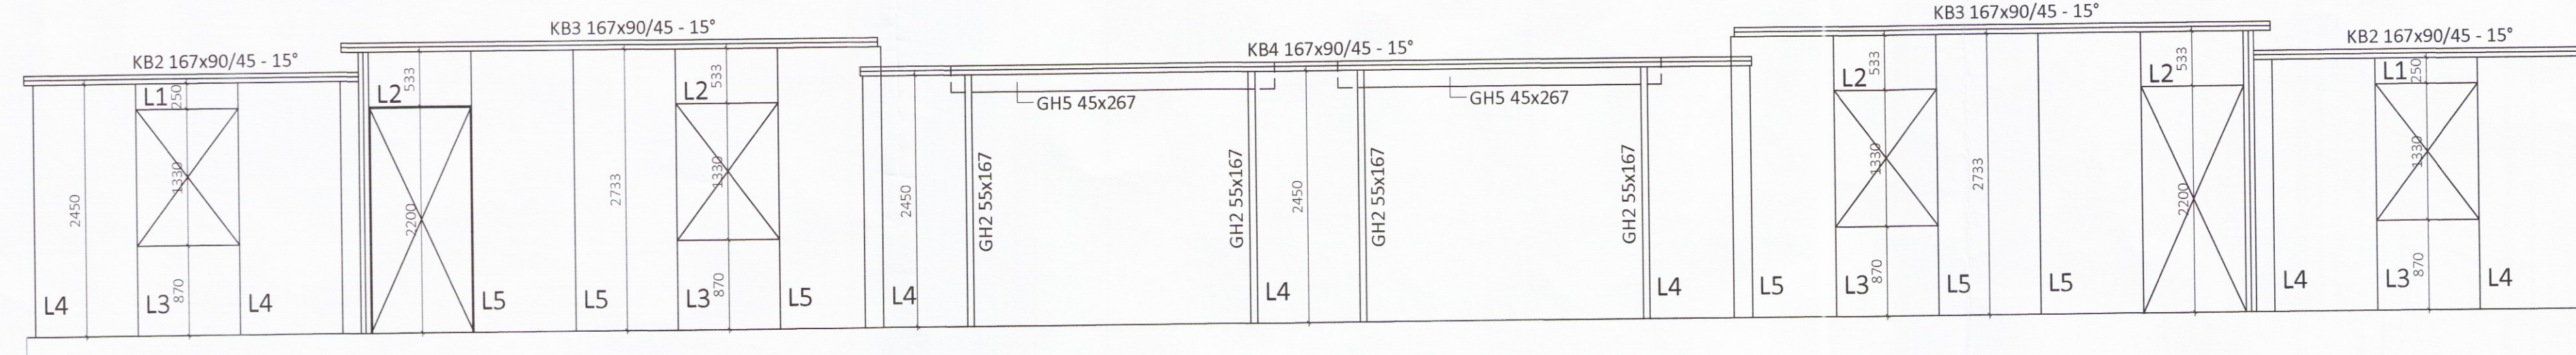 KB2 167x90/45 - 15°
KB3 167x90/45 - 15°
KB4 167x90/45 - 15°
KB3 167x90/45 - 15°
KB2 167x90/45 - 15°
L1
250
L2
533
L2
533
GH5 45x267
GH5 45x267
L2
533
L2
533
L1
250
2450
1330
2200
2733
1330
2450
GH2 55x167
GH2 55x167
2450
GH2 55x167
GH2 55x167
1330
2733
2200
1330
L4
L3
870
L4
L5
L5
L3
870
L5
L4
L4
L4
L5
L3
870
L5
L5
L4
L3
870
L4